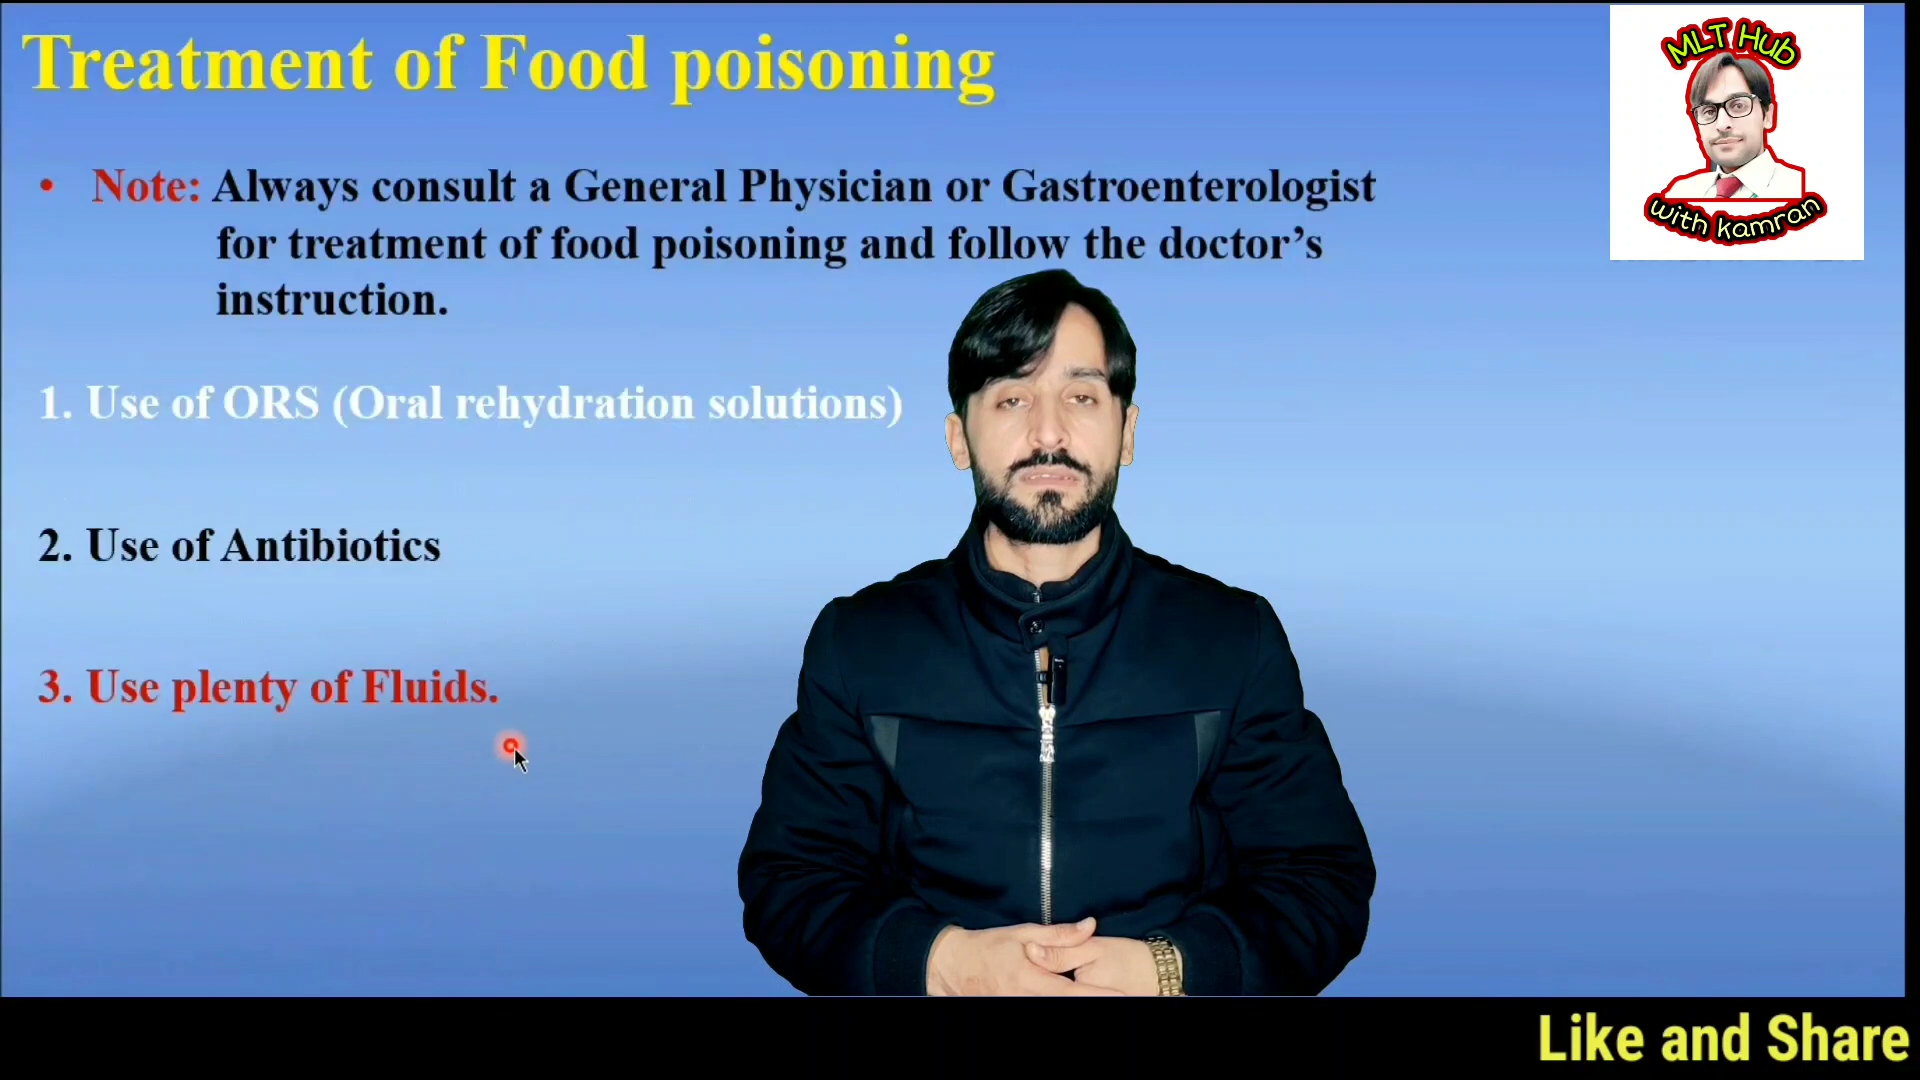 Treatment of Food poisoning
MLT Hub
with kamran
• Note: Always consult a General Physician or Gastroenterologist
for treatment of food poisoning and follow the doctor’s
instruction.
1. Use of ORS (Oral rehydration solutions)
2. Use of Antibiotics
3. Use plenty of Fluids.
Like and Share